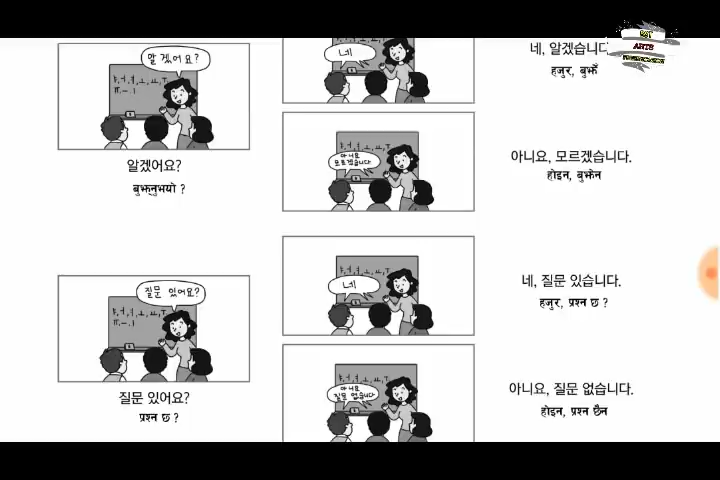 알겠어요?
ㅏ, ㅓ, ㅕ, ㅗ, ㅛ, ㅜ
ㅠ ㅡ. ㅣ
알겠어요?
बुझ्नुभयो ?
네
네, 알겠습니다
हजुर, बुझेँ
ART
ARTS
아니요
모르겠습니다
아니요, 모르겠습니다.
होइन, बुझेन
질문 있어요?
질문 있어요?
प्रश्न छ ?
네
네, 질문 있습니다.
हजुर, प्रश्न छ ?
아니요
질문 없습니다
아니요, 질문 없습니다.
होइन, प्रश्न छैन